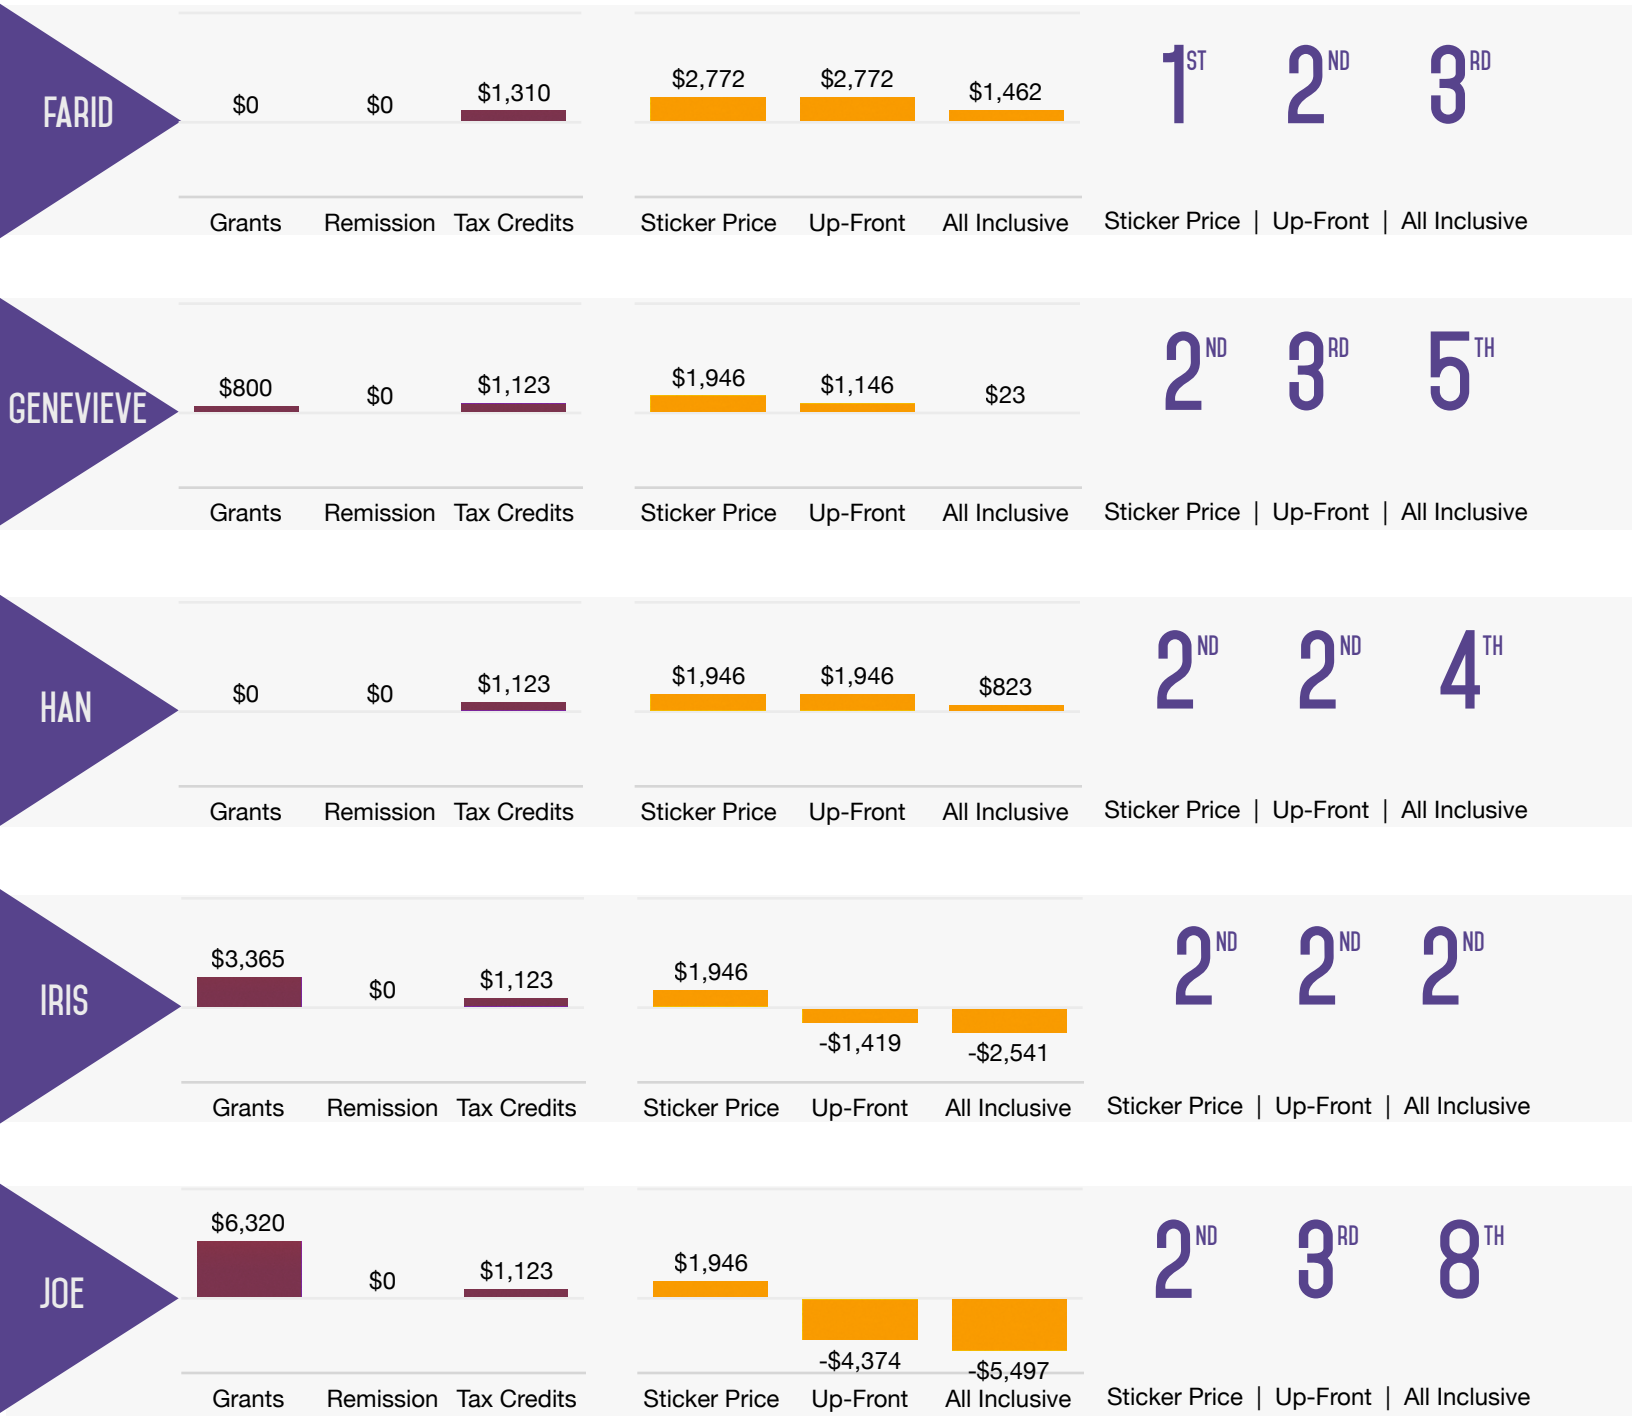 $2,772 $2,772 1ST 2ND 3RD
FARID $0 $0 $1,310 $1,462
Grants Remission Tax Credits Sticker Price Up-Front All Inclusive Sticker Price | Up-Front | All Inclusive
$1,946 2ND 3RD 5TH
GENEVIEVE $800 $0 $1,123 $1,146 $23
Grants Remission Tax Credits Sticker Price Up-Front All Inclusive Sticker Price | Up-Front | All Inclusive
$1,946 $1,946 2ND 2ND 4TH
HAN $0 $0 $1,123 $823
Grants Remission Tax Credits Sticker Price Up-Front All Inclusive Sticker Price | Up-Front | All Inclusive
$3,365 $1,946 2ND 2ND 2ND
IRIS $0 $1,123
-$1,419 -$2,541
Grants Remission Tax Credits Sticker Price Up-Front All Inclusive Sticker Price | Up-Front | All Inclusive
$6,320 $1,946 2ND 3RD 8TH
JOE $0 $1,123
-$4,374 -$5,497
Grants Remission Tax Credits Sticker Price Up-Front All Inclusive Sticker Price | Up-Front | All Inclusive